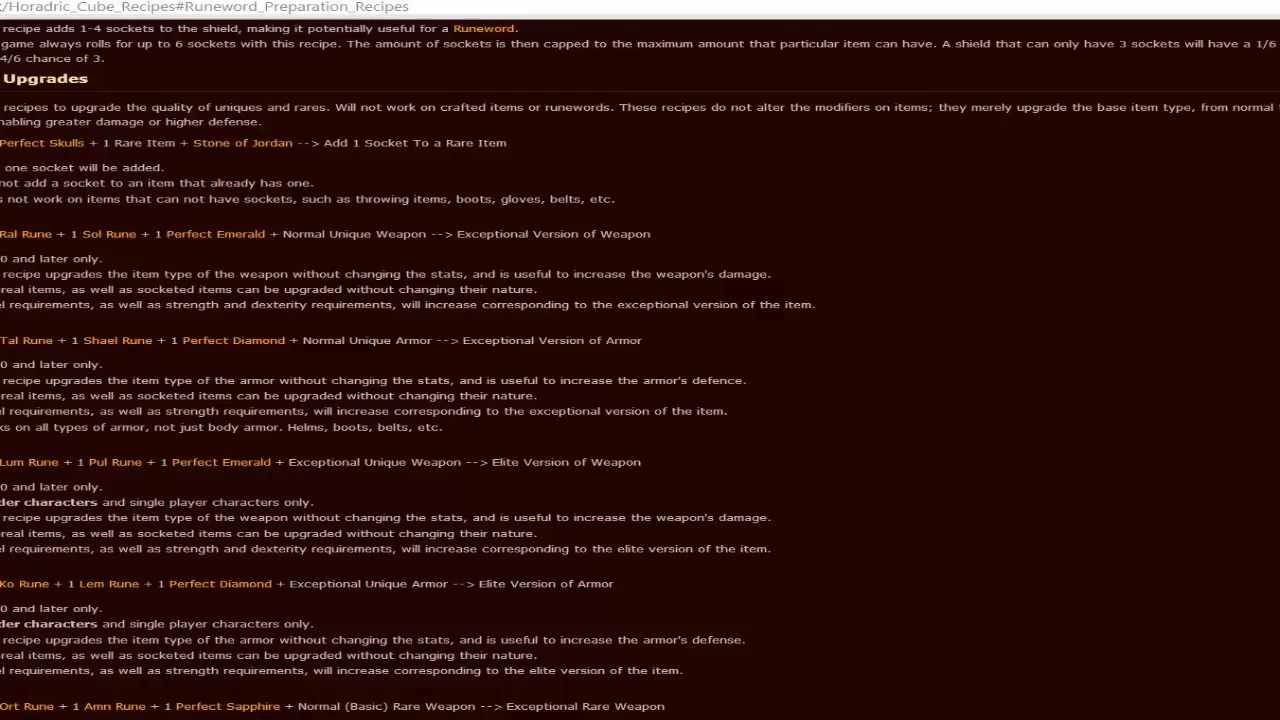 /Horadric_Cube_Recipes#Runeword_Preparation_Recipes
recipe adds 1-4 sockets to the shield, making it potentially useful for a Runeword.
game always rolls for up to 6 sockets with this recipe. The amount of sockets is then capped to the maximum amount that particular item can have. A shield that can only have 3 sockets will have a 1/6
4/6 chance of 3.
Upgrades
recipes to upgrade the quality of uniques and rares. Will not work on crafted items or runewords. These recipes do not alter the modifiers on items; they merely upgrade the base item type, from normal
nabling greater damage or higher defense.
Perfect Skulls + 1 Rare Item + Stone of Jordan --> Add 1 Socket To a Rare Item
one socket will be added.
not add a socket to an item that already has one.
s not work on items that can not have sockets, such as throwing items, boots, gloves, belts, etc.
Ral Rune + 1 Sol Rune + 1 Perfect Emerald + Normal Unique Weapon --> Exceptional Version of Weapon
0 and later only.
recipe upgrades the item type of the weapon without changing the stats, and is useful to increase the weapon's damage.
real items, as well as socketed items can be upgraded without changing their nature.
el requirements, as well as strength and dexterity requirements, will increase corresponding to the exceptional version of the item.
Tal Rune + 1 Shael Rune + 1 Perfect Diamond + Normal Unique Armor --> Exceptional Version of Armor
0 and later only.
recipe upgrades the item type of the armor without changing the stats, and is useful to increase the armor's defence.
real items, as well as socketed items can be upgraded without changing their nature.
el requirements, as well as strength requirements, will increase corresponding to the exceptional version of the item.
ks on all types of armor, not just body armor. Helms, boots, belts, etc.
Lum Rune + 1 Pul Rune + 1 Perfect Emerald + Exceptional Unique Weapon --> Elite Version of Weapon
0 and later only.
der characters and single player characters only.
recipe upgrades the item type of the weapon without changing the stats, and is useful to increase the weapon's damage.
real items, as well as socketed items can be upgraded without changing their nature.
el requirements, as well as strength and dexterity requirements, will increase corresponding to the elite version of the item.
Ko Rune + 1 Lem Rune + 1 Perfect Diamond + Exceptional Unique Armor --> Elite Version of Armor
0 and later only.
der characters and single player characters only.
recipe upgrades the item type of the armor without changing the stats, and is useful to increase the armor's defense.
real items, as well as socketed items can be upgraded without changing their nature.
el requirements, as well as strength requirements, will increase corresponding to the elite version of the item.
Ort Rune + 1 Amn Rune + 1 Perfect Sapphire + Normal (Basic) Rare Weapon --> Exceptional Rare Weapon